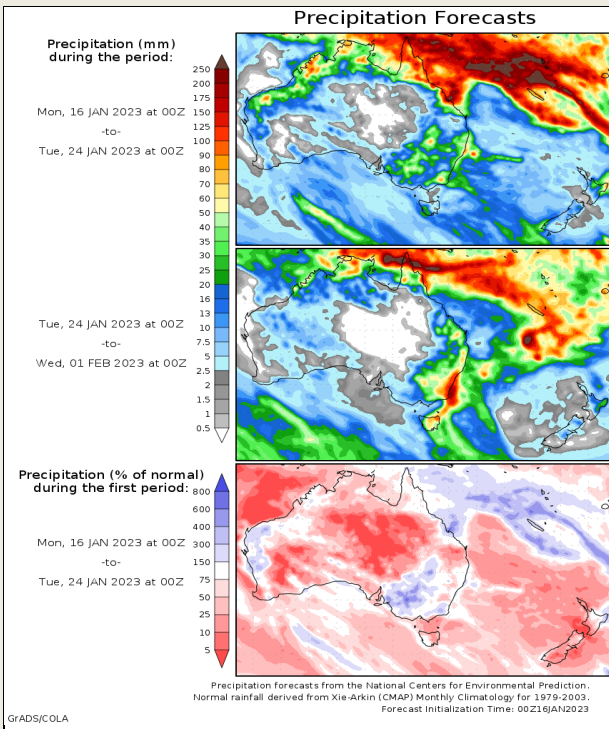 Precipitation Forecasts
Precipitation (mm)
during the period:
Mon, 16 JAN 2023 at 00Z
-to-
Tue, 24 JAN 2023 at 00Z
250
200
175
150
125
100
90
80
70
60
50
40
35
30
25
20
16
13
10
7.5
5
2.5
2
1.5
1
0.5
Tue, 24 JAN 2023 at 00Z
-to-
Wed, 01 FEB 2023 at 00Z
Precipitation (% of normal)
during the first period:
Mon, 16 JAN 2023 at 00Z
-to-
Tue, 24 JAN 2023 at 00Z
800
600
400
300
150
75
50
25
10
5
Precipitation forecasts from the National Centers for Environmental Prediction.
Normal rainfall derived from Xie-Arkin (CMAP) Monthly Climatology for 1979-2003.
Forecast Initialization Time: 00Z16JAN2023
GrADS/COLA